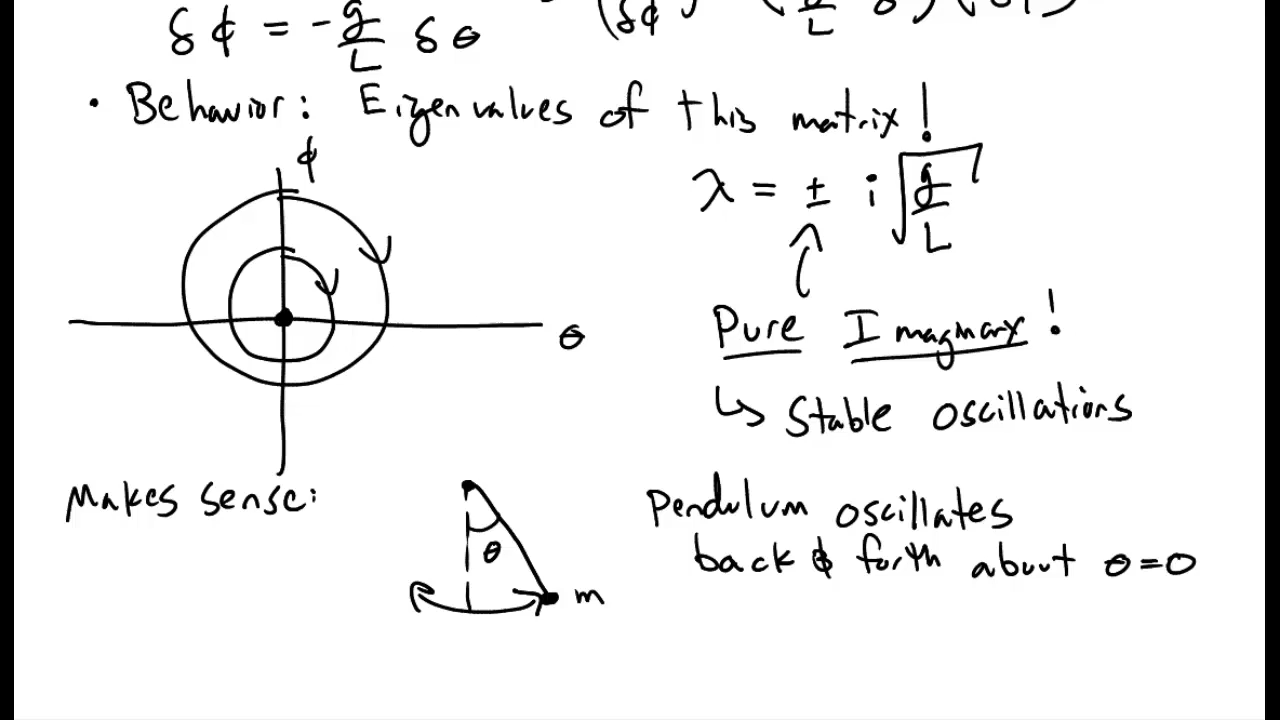 δϕ = -g/L δθ
• Behavior: Eigenvalues of this matrix!
ϕ
λ = ± i √(g/L)
θ
Pure Imaginary!
↳ Stable oscillations
Makes sense:
θ
m
Pendulum oscillates
back & forth about θ=0